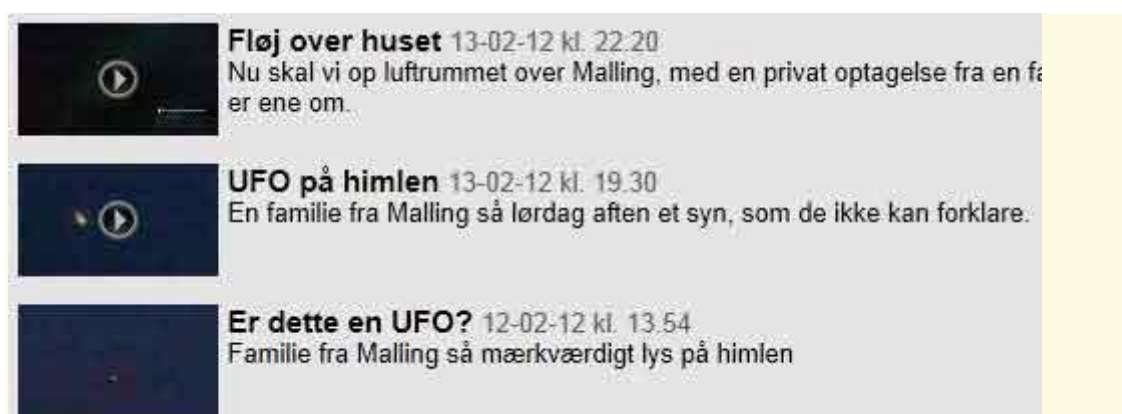 Fløj over huset 13-02-12 kl. 22.20
Nu skal vi op luftrummet over Malling, med en privat optagelse fra en
er ene om.
UFO på himlen 13-02-12 kl. 19.30
En familie fra Malling så lørdag aften et syn, som de ikke kan forklare.
Er dette en UFO? 12-02-12 kl. 13.54
Familie fra Malling så mærkværdigt lys på himlen